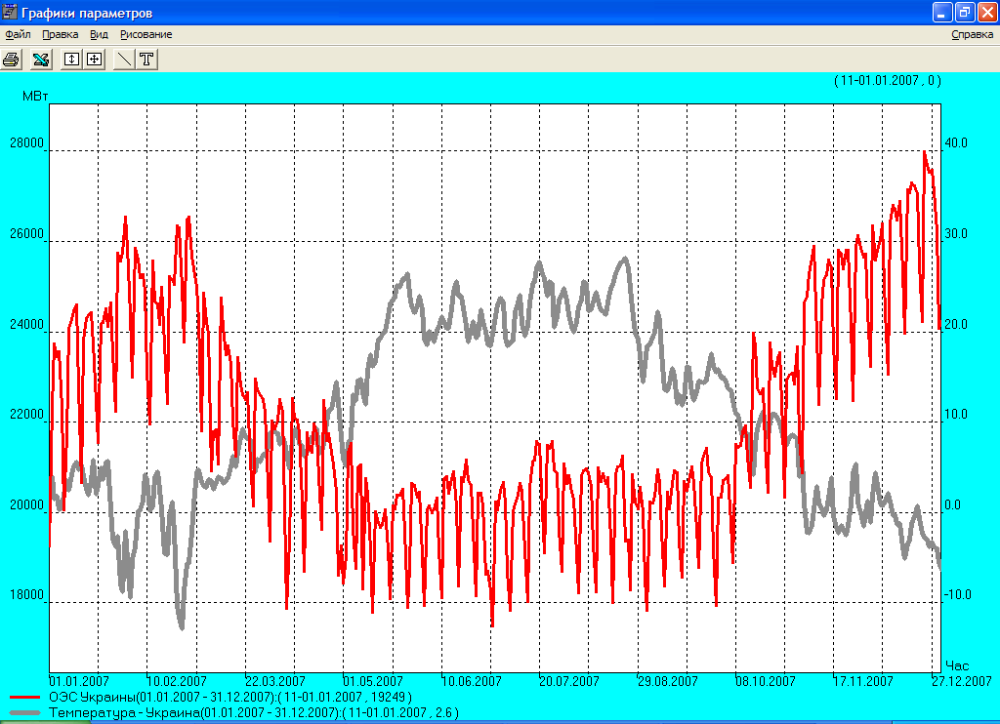 Графики параметров
Файл Правка Вид Рисование Справка
T
( 11-01.01.2007 , 0 )
МВт
28000 40.0
26000 30.0
24000 20.0
22000 10.0
20000 0.0
18000 -10.0
Час
01.01.2007 10.02.2007 22.03.2007 01.05.2007 10.06.2007 20.07.2007 29.08.2007 08.10.2007 17.11.2007 27.12.2007
ОЭС Украины(01.01.2007 - 31.12.2007):( 11-01.01.2007 , 19249 )
Температура - Украина(01.01.2007 - 31.12.2007):( 11-01.01.2007 , 2.6 )